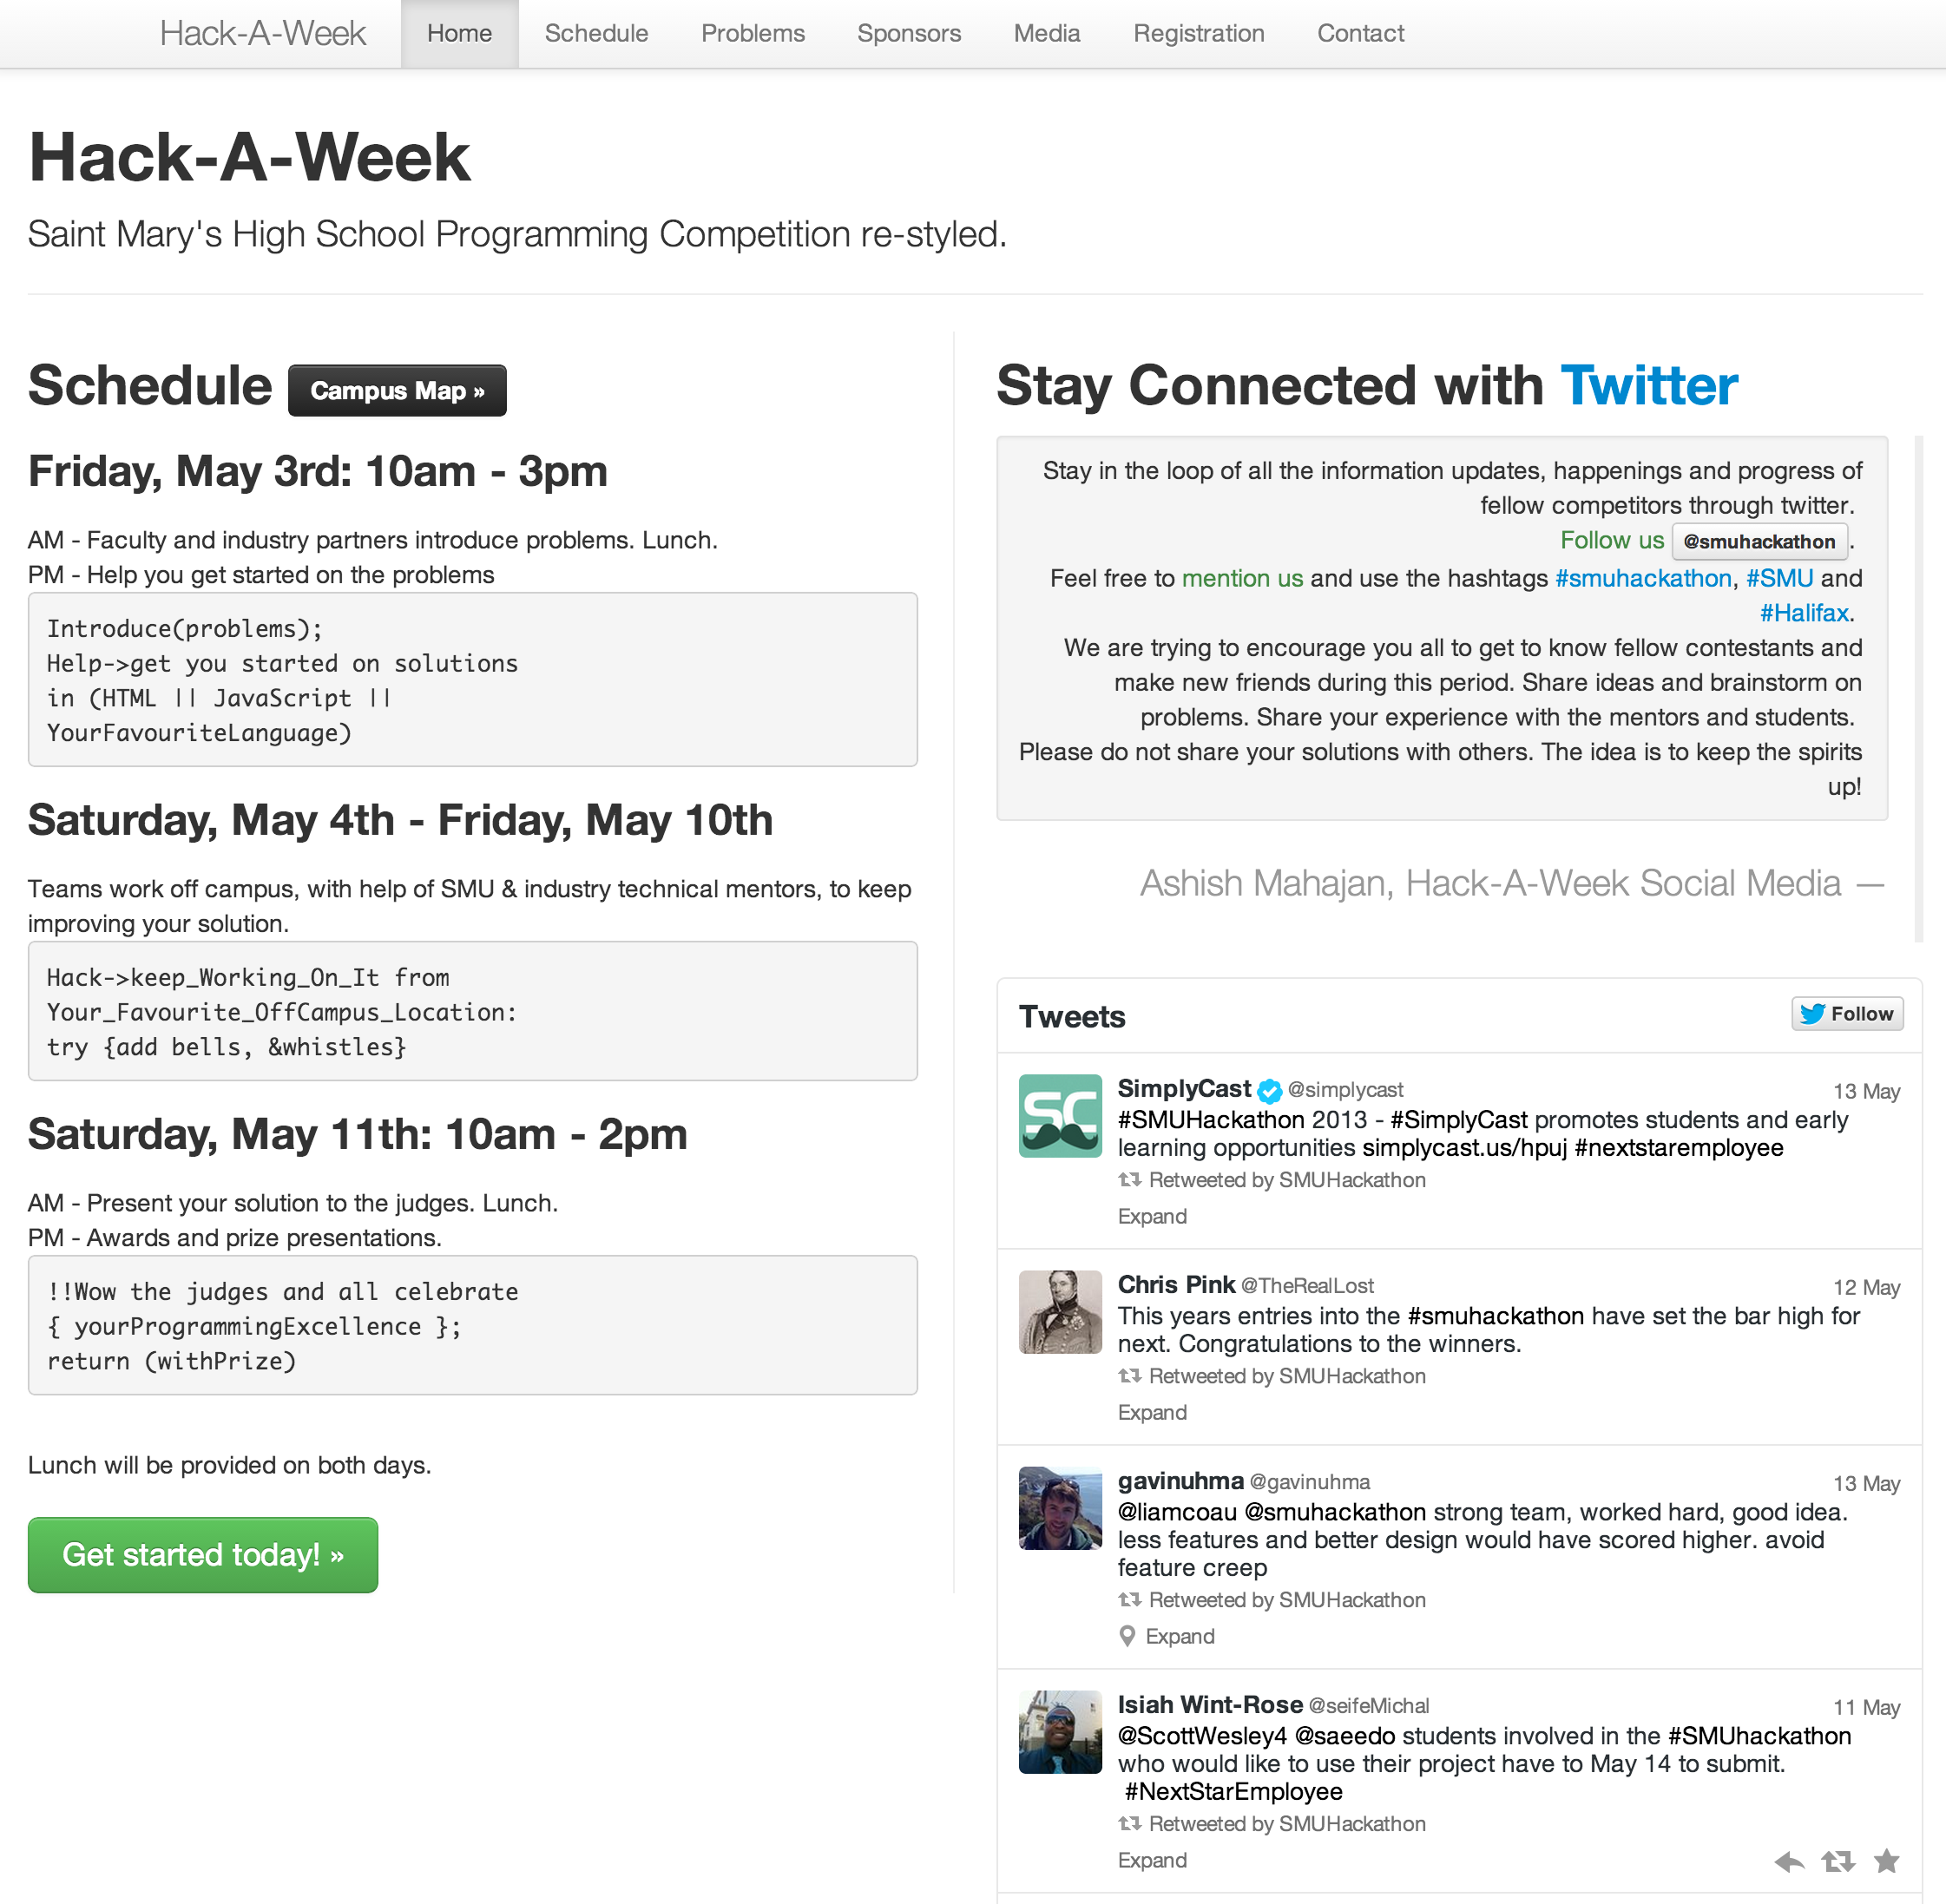 Hack-A-Week Home Schedule Problems Sponsors Media Registration Contact
Hack-A-Week
Saint Mary's High School Programming Competition re-styled.
Schedule Campus Map »
Friday, May 3rd: 10am - 3pm
AM - Faculty and industry partners introduce problems. Lunch.
PM - Help you get started on the problems
Introduce(problems);
Help->get you started on solutions
in (HTML || JavaScript ||
YourFavouriteLanguage)
Saturday, May 4th - Friday, May 10th
Teams work off campus, with help of SMU & industry technical mentors, to keep
improving your solution.
Hack->keep_Working_On_It from
Your_Favourite_OffCampus_Location:
try {add bells, &whistles}
Saturday, May 11th: 10am - 2pm
AM - Present your solution to the judges. Lunch.
PM - Awards and prize presentations.
!!Wow the judges and all celebrate
{ yourProgrammingExcellence };
return (withPrize)
Lunch will be provided on both days.
Get started today! »
Stay Connected with Twitter
Stay in the loop of all the information updates, happenings and progress of
fellow competitors through twitter.
Follow us @smuhackathon .
Feel free to mention us and use the hashtags #smuhackathon, #SMU and
#Halifax.
We are trying to encourage you all to get to know fellow contestants and
make new friends during this period. Share ideas and brainstorm on
problems. Share your experience with the mentors and students.
Please do not share your solutions with others. The idea is to keep the spirits
up!
Ashish Mahajan, Hack-A-Week Social Media —
Tweets Follow
SC
SimplyCast @simplycast 13 May
#SMUHackathon 2013 - #SimplyCast promotes students and early
learning opportunities simplycast.us/hpuj #nextstaremployee
Retweeted by SMUHackathon
Expand
Chris Pink @TheRealLost 12 May
This years entries into the #smuhackathon have set the bar high for
next. Congratulations to the winners.
Retweeted by SMUHackathon
Expand
gavinuhma @gavinuhma 13 May
@liamcoau @smuhackathon strong team, worked hard, good idea.
less features and better design would have scored higher. avoid
feature creep
Retweeted by SMUHackathon
Expand
Isiah Wint-Rose @seifeMichal 11 May
@ScottWesley4 @saeedo students involved in the #SMUhackathon
who would like to use their project have to May 14 to submit.
#NextStarEmployee
Retweeted by SMUHackathon
Expand